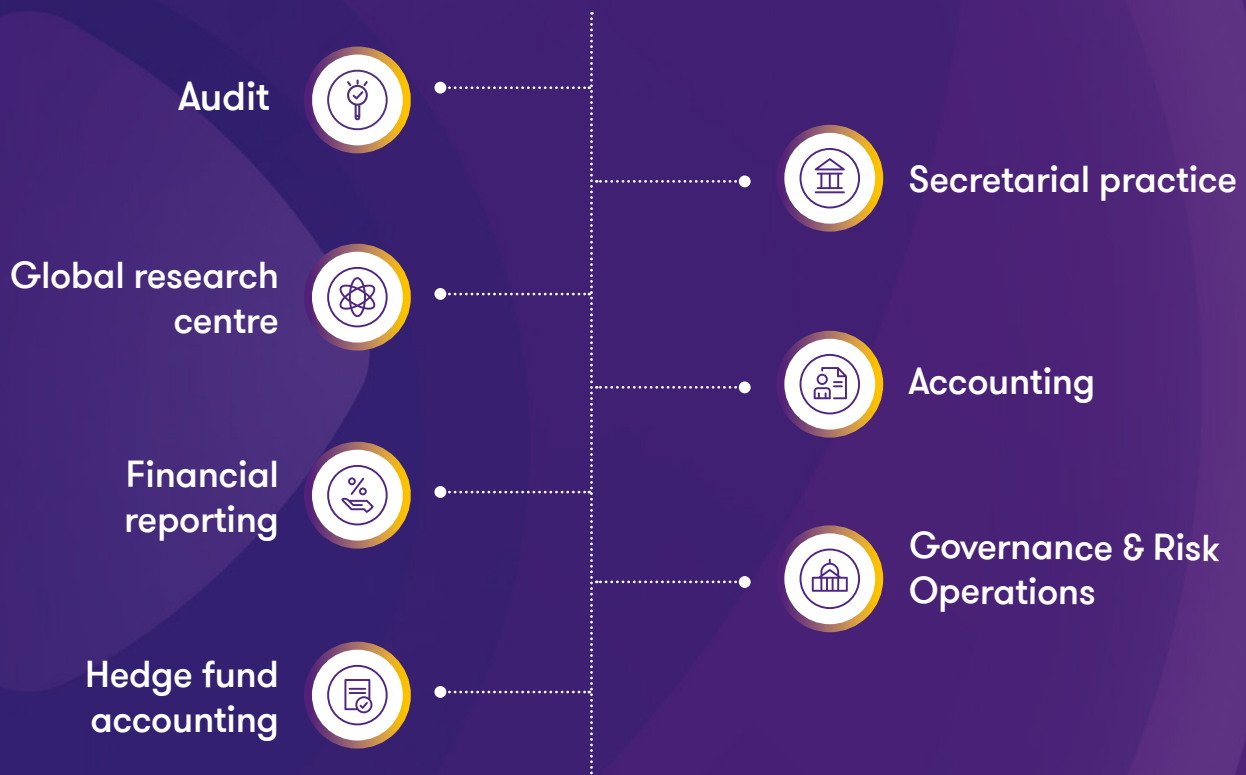 Audit
Secretarial practice
Global research
centre
Accounting
Financial
reporting
Governance & Risk
Operations
Hedge fund
accounting